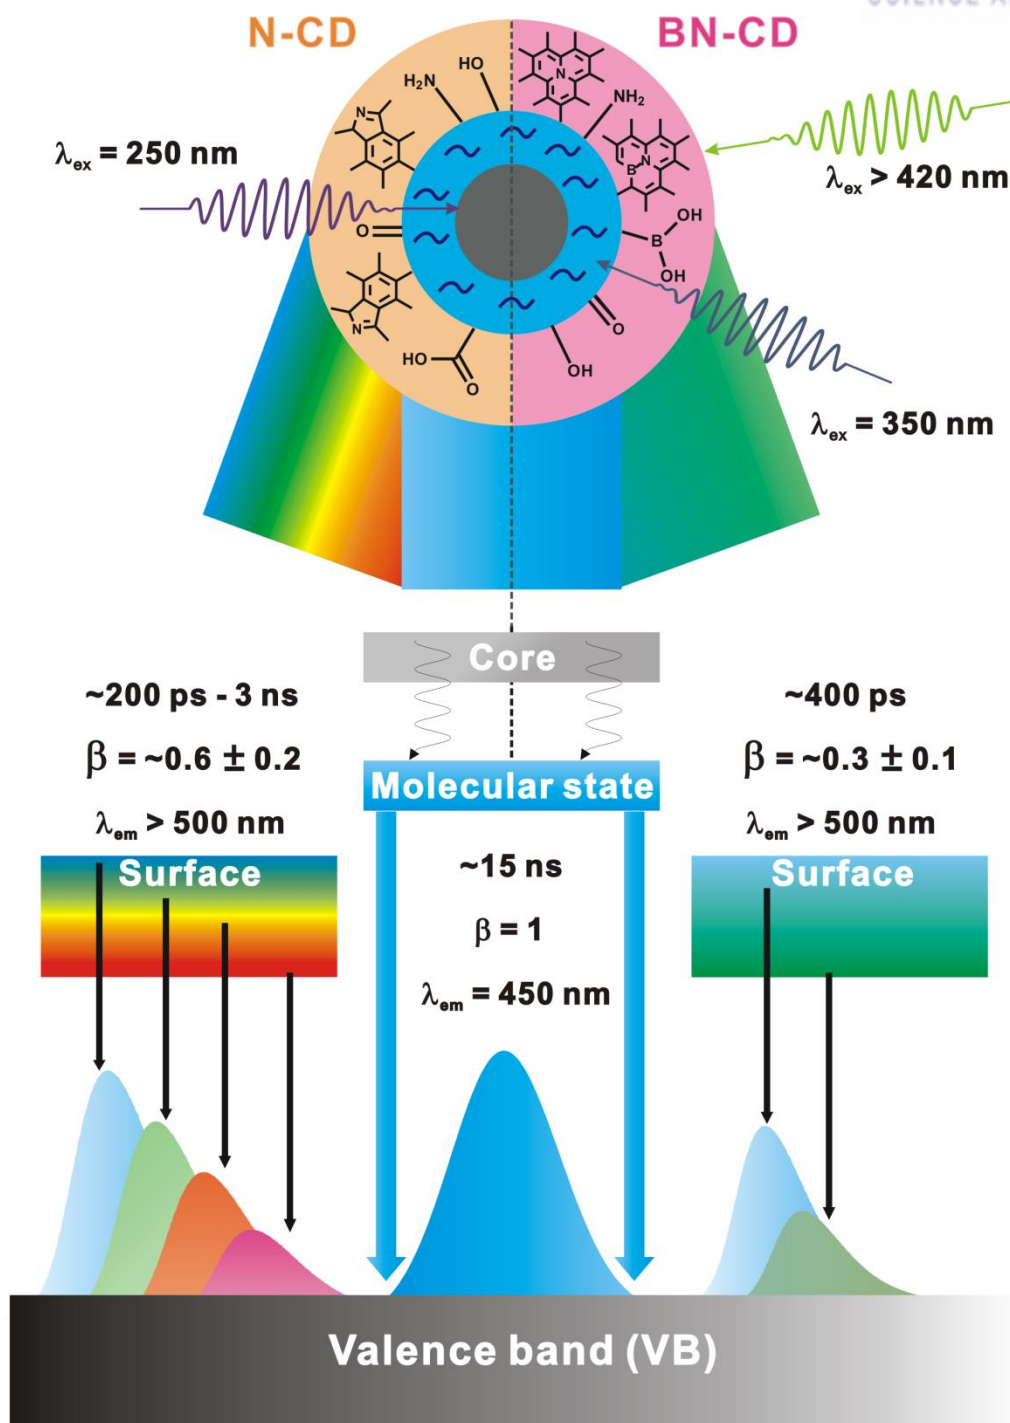 N-CD
BN-CD
λex = 250 nm
λex > 420 nm
λex = 350 nm
H₂N
HO
N
N
NH₂
N
B
N
O
OH
B
OH
N
HO
O
OH
O
Core
~200 ps - 3 ns
β = ~0.6 ± 0.2
λem > 500 nm
Surface
Molecular state
~15 ns
β = 1
λem = 450 nm
~400 ps
β = ~0.3 ± 0.1
λem > 500 nm
Surface
Valence band (VB)